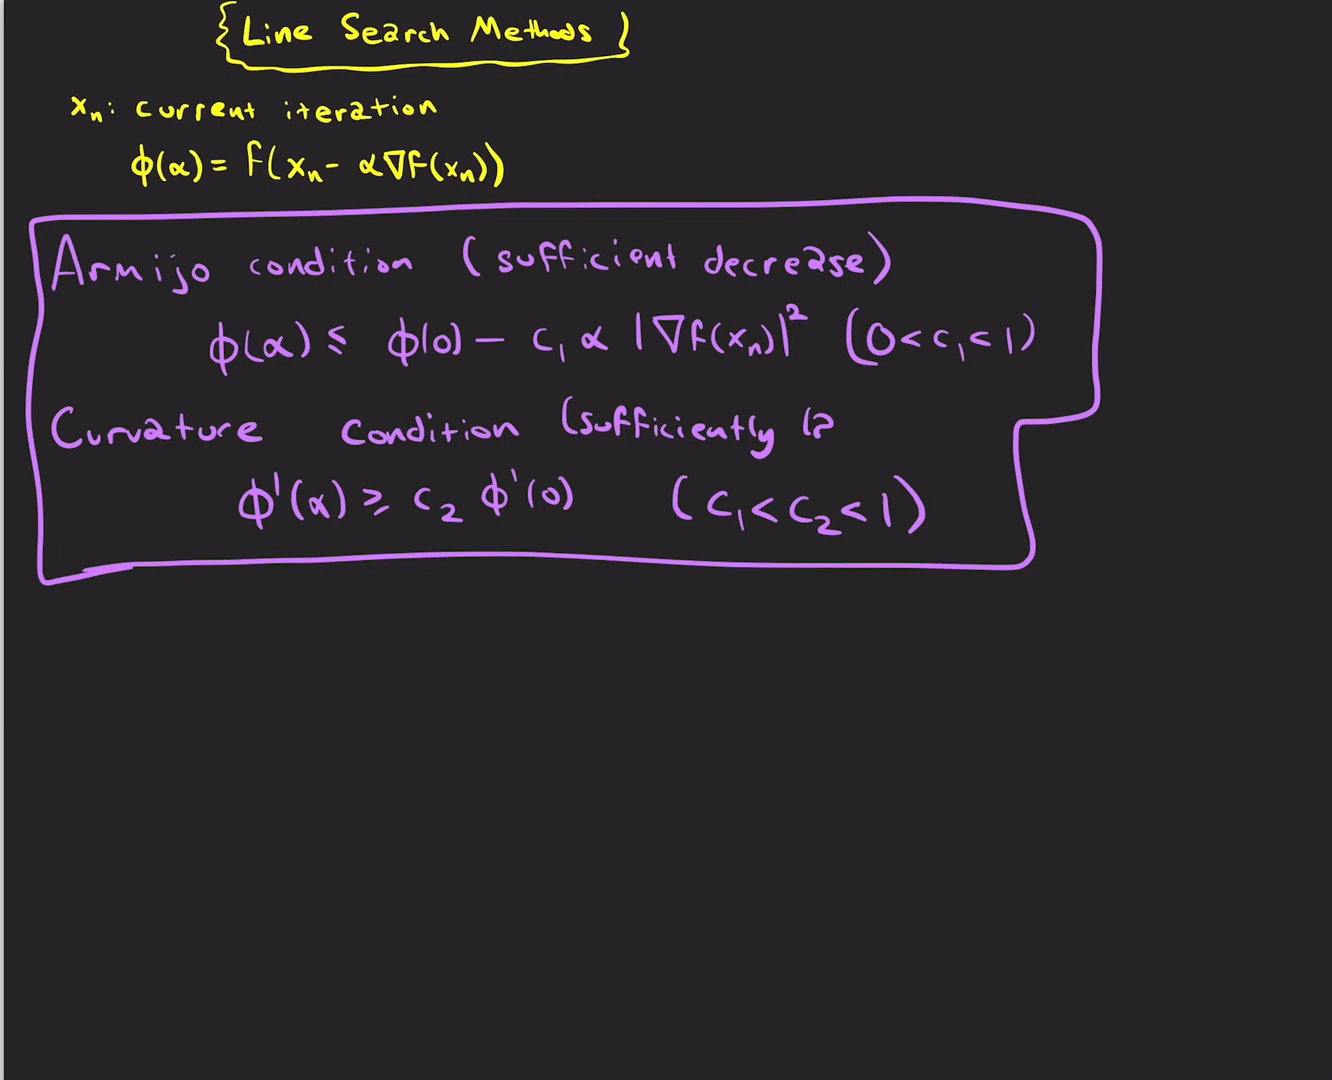 {Line Search Methods}
xₙ: current iteration
ϕ(α) = f(xₙ - α∇f(xₙ))
Armijo condition (sufficient decrease)
ϕ(α) ≤ ϕ(0) - c₁ α |∇f(xₙ)|² (0 < c₁ < 1)
Curvature condition (sufficiently
ϕ'(α) ≥ c₂ ϕ'(0) (c₁ < c₂ < 1)